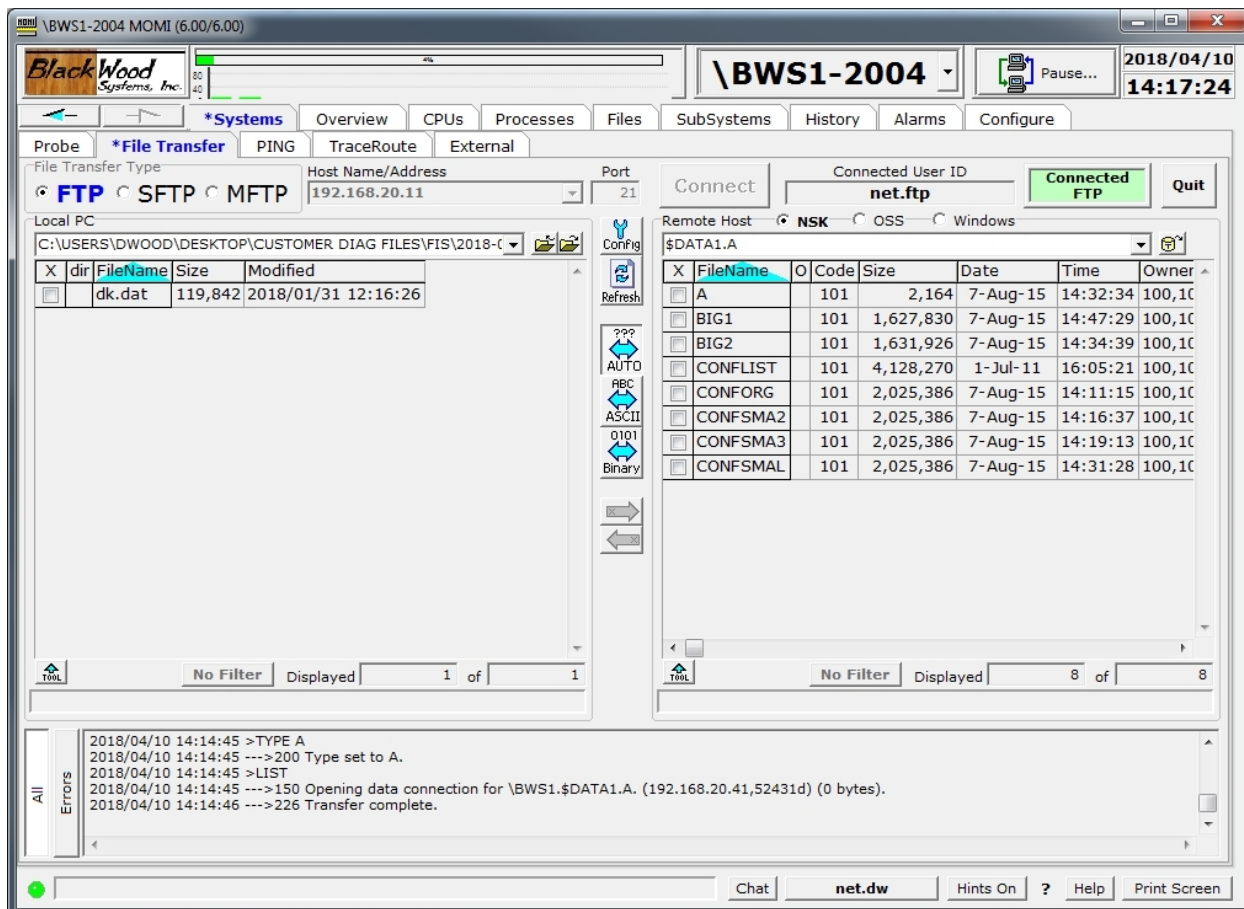 \BWS1-2004 MOMI (6.00/6.00)
BlackWood
Systems, Inc.
4%
80
40
\BWS1-2004
Pause...
2018/04/10
14:17:24
*Systems Overview CPUs Processes Files SubSystems History Alarms Configure
Probe *File Transfer PING TraceRoute External
File Transfer Type
FTP SFTP MFTP
Host Name/Address
192.168.20.11
Port
21
Connect
Connected User ID
net.ftp
Connected
FTP
Quit
Local PC
C:\USERS\DWOOD\DESKTOP\CUSTOMER DIAG FILES\FIS\2018-(
X dir FileName Size Modified
dk.dat 119,842 2018/01/31 12:16:26
Config
Refresh
???
AUTO
ABC
ASCII
0101
Binary
Remote Host NSK OSS Windows
$DATA1.A
X FileName O Code Size Date Time Owner
A 101 2,164 7-Aug-15 14:32:34 100,10
BIG1 101 1,627,830 7-Aug-15 14:47:29 100,10
BIG2 101 1,631,926 7-Aug-15 14:34:39 100,10
CONFLIST 101 4,128,270 1-Jul-11 16:05:21 100,10
CONFORG 101 2,025,386 7-Aug-15 14:11:15 100,10
CONFSMA2 101 2,025,386 7-Aug-15 14:16:37 100,10
CONFSMA3 101 2,025,386 7-Aug-15 14:19:13 100,10
CONFSMAL 101 2,025,386 7-Aug-15 14:31:28 100,10
TOOL No Filter Displayed 1 of 1
TOOL No Filter Displayed 8 of 8
All
Errors
2018/04/10 14:14:45 >TYPE A
2018/04/10 14:14:45 --->200 Type set to A.
2018/04/10 14:14:45 >LIST
2018/04/10 14:14:45 --->150 Opening data connection for \BWS1.$DATA1.A. (192.168.20.41,52431d) (0 bytes).
2018/04/10 14:14:46 --->226 Transfer complete.
Chat net.dw Hints On ? Help Print Screen